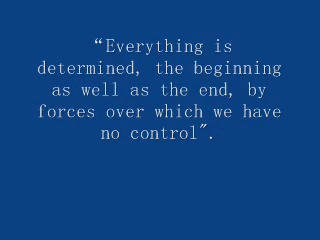 “Everything is
determined, the beginning
as well as the end, by
forces over which we have
no control”.